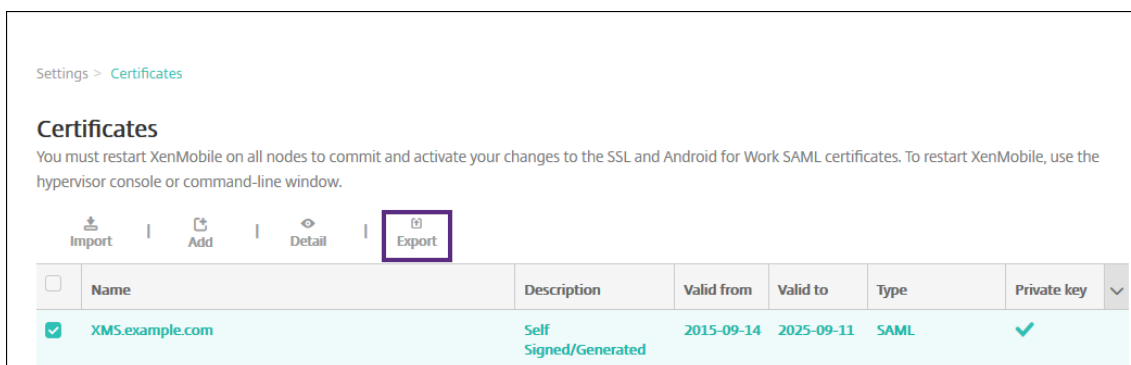 Settings > Certificates
Certificates
You must restart XenMobile on all nodes to commit and activate your changes to the SSL and Android for Work SAML certificates. To restart XenMobile, use the
hypervisor console or command-line window.
Import | Add | Detail | Export
Name Description Valid from Valid to Type Private key
XMS.example.com Self 2015-09-14 2025-09-11 SAML
Signed/Generated